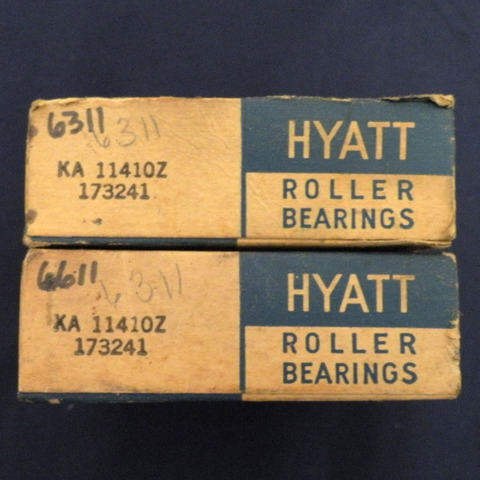 6311 6311
KA 11410Z
173241
HYATT
ROLLER
BEARINGS
6611 6311
KA 11410Z
173241
HYATT
ROLLER
BEARINGS